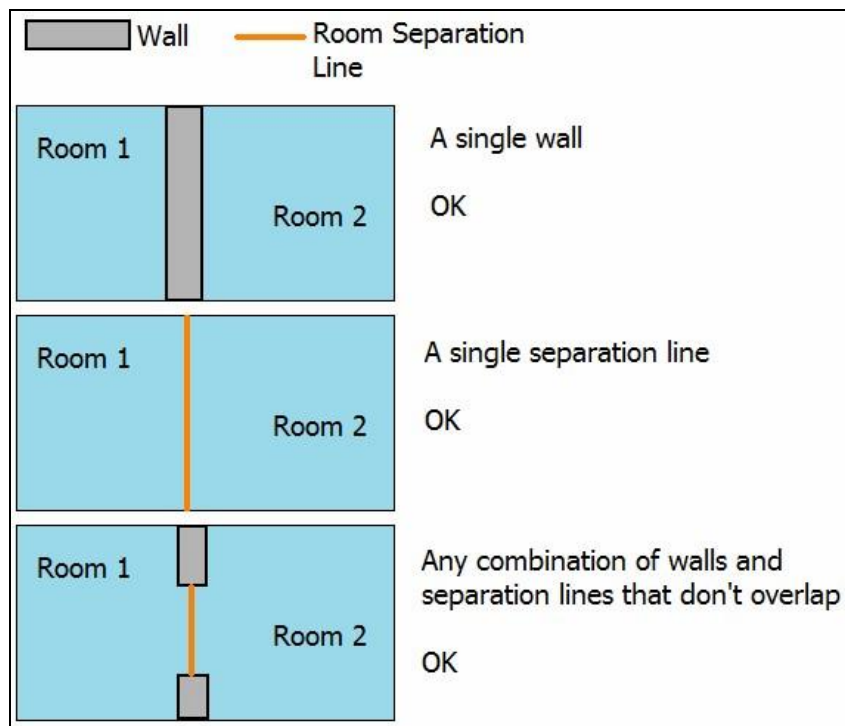 Wall
Room Separation
Line
Room 1
Room 2
A single wall
OK
Room 1
Room 2
A single separation line
OK
Room 1
Room 2
Any combination of walls and
separation lines that don't overlap
OK